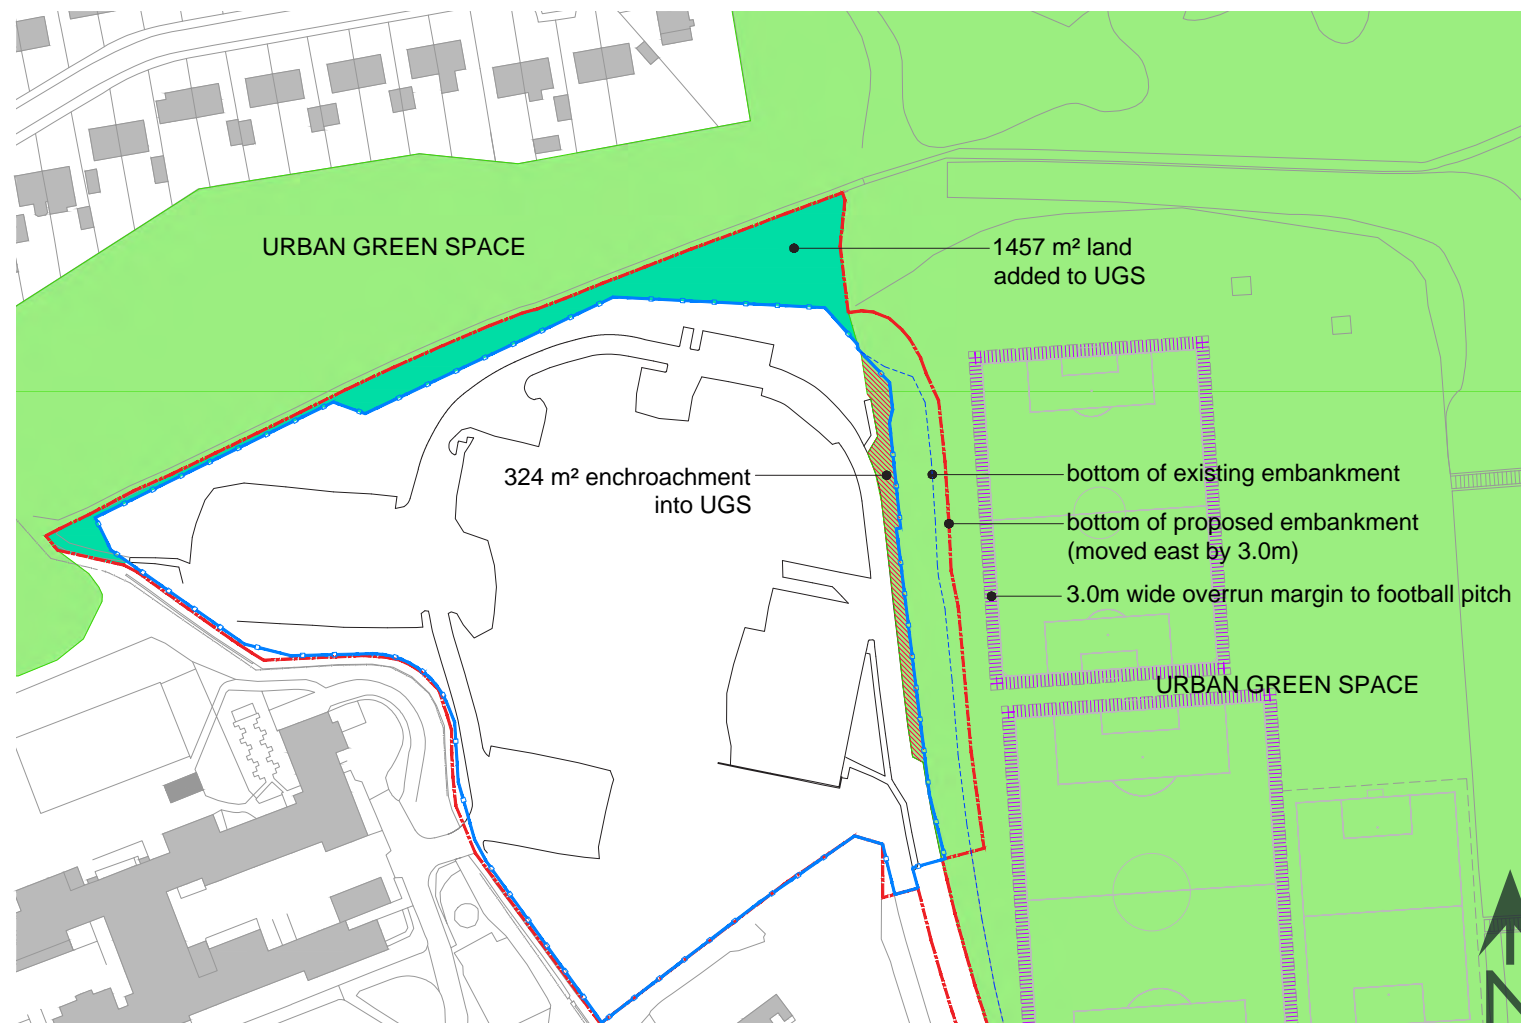 URBAN GREEN SPACE
1457 m² land
added to UGS
324 m² enchroachment
into UGS
bottom of existing embankment
bottom of proposed embankment
(moved east by 3.0m)
3.0m wide overrun margin to football pitch
URBAN GREEN SPACE
N